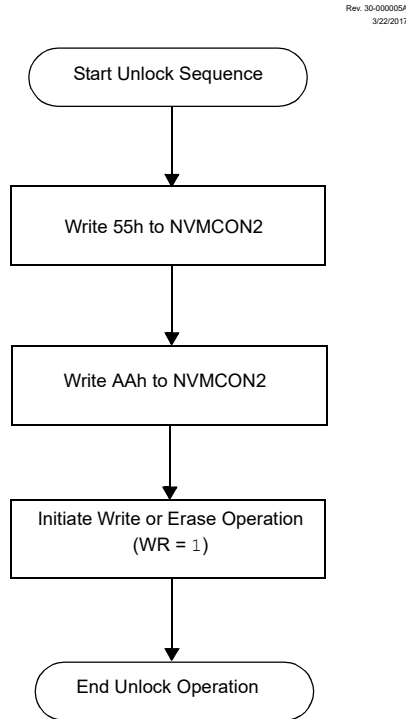 Rev. 30-000005A
3/22/2017
Start Unlock Sequence
Write 55h to NVMCON2
Write AAh to NVMCON2
Initiate Write or Erase Operation
(WR = 1)
End Unlock Operation